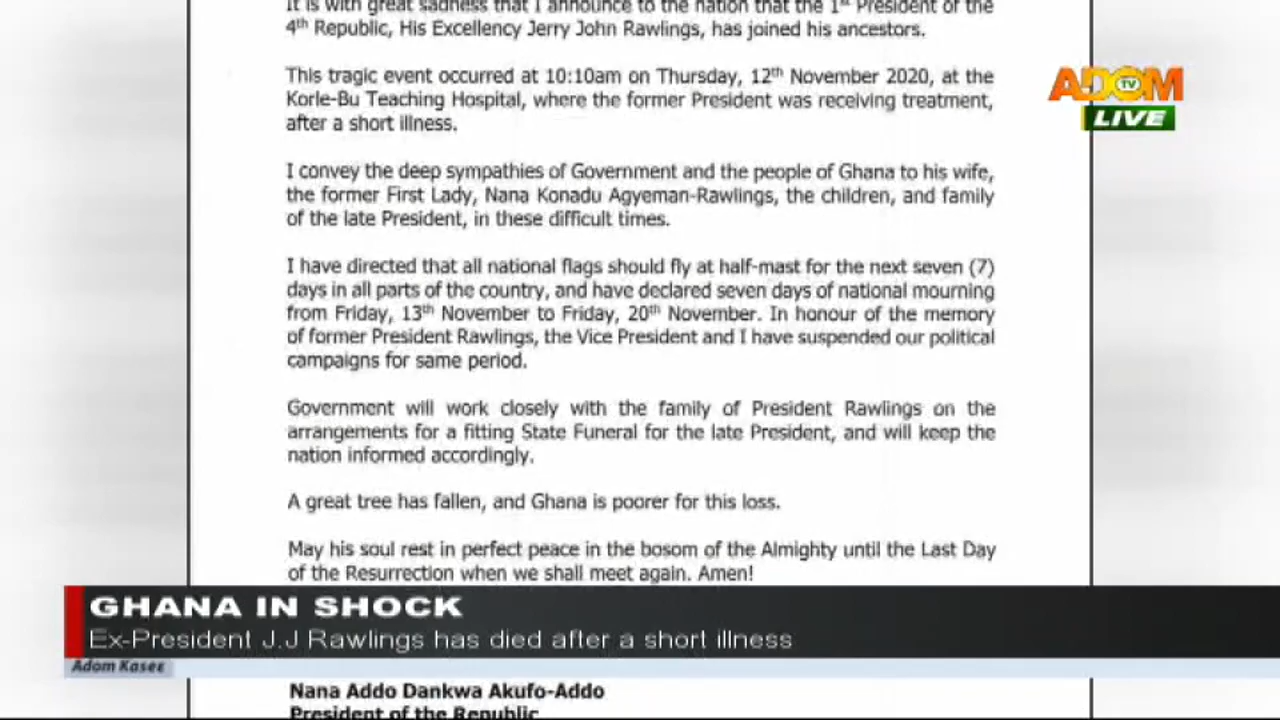 It is with great sadness that I announce to the nation that the 1st President of the
4th Republic, His Excellency Jerry John Rawlings, has joined his ancestors.
This tragic event occurred at 10:10am on Thursday, 12th November 2020, at the
Korle-Bu Teaching Hospital, where the former President was receiving treatment,
after a short illness.
I convey the deep sympathies of Government and the people of Ghana to his wife,
the former First Lady, Nana Konadu Agyeman-Rawlings, the children, and family
of the late President, in these difficult times.
I have directed that all national flags should fly at half-mast for the next seven (7)
days in all parts of the country, and have declared seven days of national mourning
from Friday, 13th November to Friday, 20th November. In honour of the memory
of former President Rawlings, the Vice President and I have suspended our political
campaigns for same period.
Government will work closely with the family of President Rawlings on the
arrangements for a fitting State Funeral for the late President, and will keep the
nation informed accordingly.
A great tree has fallen, and Ghana is poorer for this loss.
May his soul rest in perfect peace in the bosom of the Almighty until the Last Day
of the Resurrection when we shall meet again. Amen!
ADOM TV
LIVE
GHANA IN SHOCK
Ex-President J.J Rawlings has died after a short illness
Adom Kasee
Nana Addo Dankwa Akufo-Addo
President of the Republic